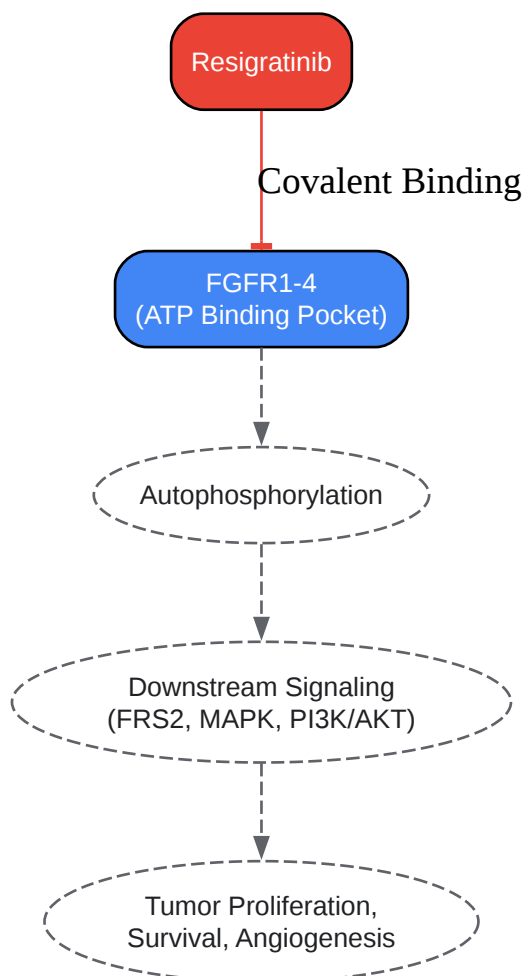 Resigratinib
Covalent Binding
FGFR1-4
(ATP Binding Pocket)
Autophosphorylation
Downstream Signaling
(FRS2, MAPK, PI3K/AKT)
Tumor Proliferation,
Survival, Angiogenesis